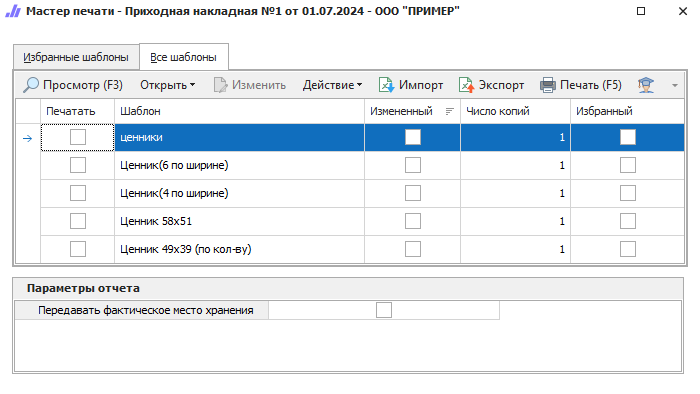 Мастер печати - Приходная накладная №1 от 01.07.2024 - ООО "ПРИМЕР"
Избранные шаблоны Все шаблоны
Просмотр (F3) Открыть Изменить Действие Импорт Экспорт Печать (F5)
Печатать Шаблон Измененный Число копий Избранный
ценники 1
Ценник(6 по ширине) 1
Ценник(4 по ширине) 1
Ценник 58х51 1
Ценник 49х39 (по кол-ву) 1
Параметры отчета
Передавать фактическое место хранения